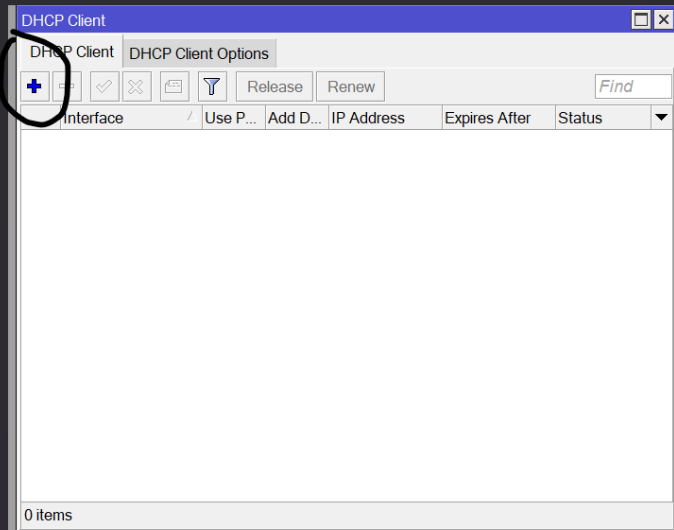 DHCP Client
DHCP Client DHCP Client Options
Release Renew Find
Interface Use P... Add D... IP Address Expires After Status
0 items